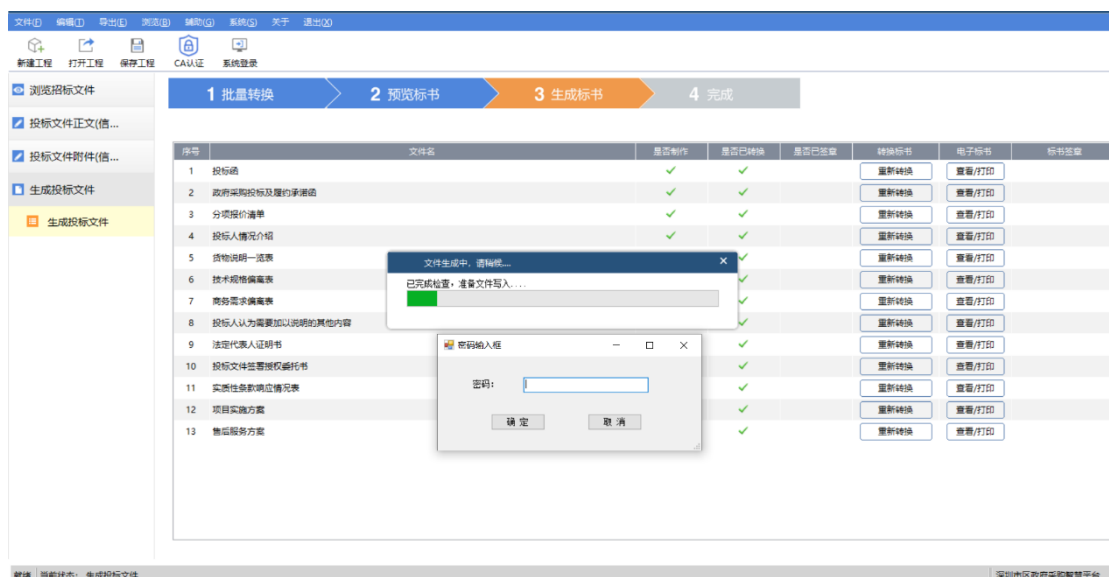 文件(F) 编辑(T) 导出(E) 浏览(B) 辅助(G) 系统(S) 关于 退出(X)
新建工程 打开工程 保存工程 CA认证 系统登录
浏览招标文件
投标文件正文(信...
投标文件附件(信...
生成投标文件
生成投标文件
1 批量转换 2 预览标书 3 生成标书 4 完成
序号 文件名 是否制作 是否已转换 是否已签章 转换标书 电子标书 标书签章
1 投标函 重新转换 查看/打印
2 政府采购投标及履约承诺函 重新转换 查看/打印
3 分项报价清单 重新转换 查看/打印
4 投标人情况介绍 重新转换 查看/打印
5 货物说明一览表 重新转换 查看/打印
6 技术规格偏离表 重新转换 查看/打印
7 商务需求偏离表 重新转换 查看/打印
8 投标人认为需要加以说明的其他内容 重新转换 查看/打印
9 法定代表人证明书 重新转换 查看/打印
10 投标文件签署授权委托书 重新转换 查看/打印
11 实质性条款响应情况表 重新转换 查看/打印
12 项目实施方案 重新转换 查看/打印
13 售后服务方案 重新转换 查看/打印
文件生成中，请稍候...
已完成检查，准备文件写入....
密码输入框
密码：
确 定 取 消
就绪 当前状态： 生成投标文件 深圳市区政府采购智慧平台